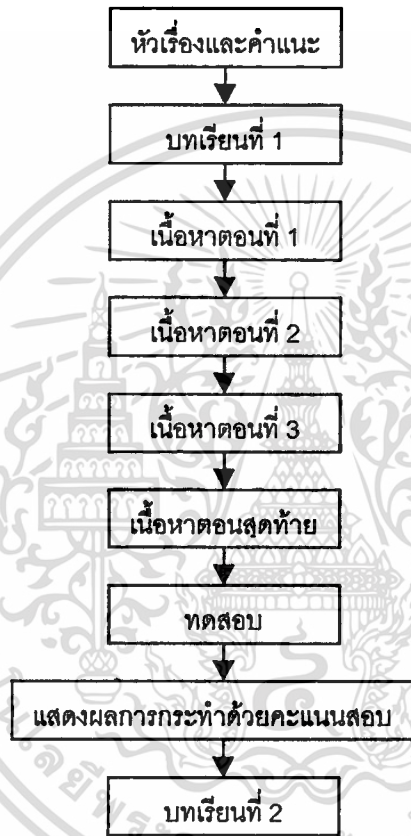 หัวเรื่องและคำแนะ
บทเรียนที่ 1
เนื้อหาตอนที่ 1
เนื้อหาตอนที่ 2
เนื้อหาตอนที่ 3
เนื้อหาตอนสุดท้าย
ทดสอบ
แสดงผลการกระทำด้วยคะแนนสอบ
บทเรียนที่ 2